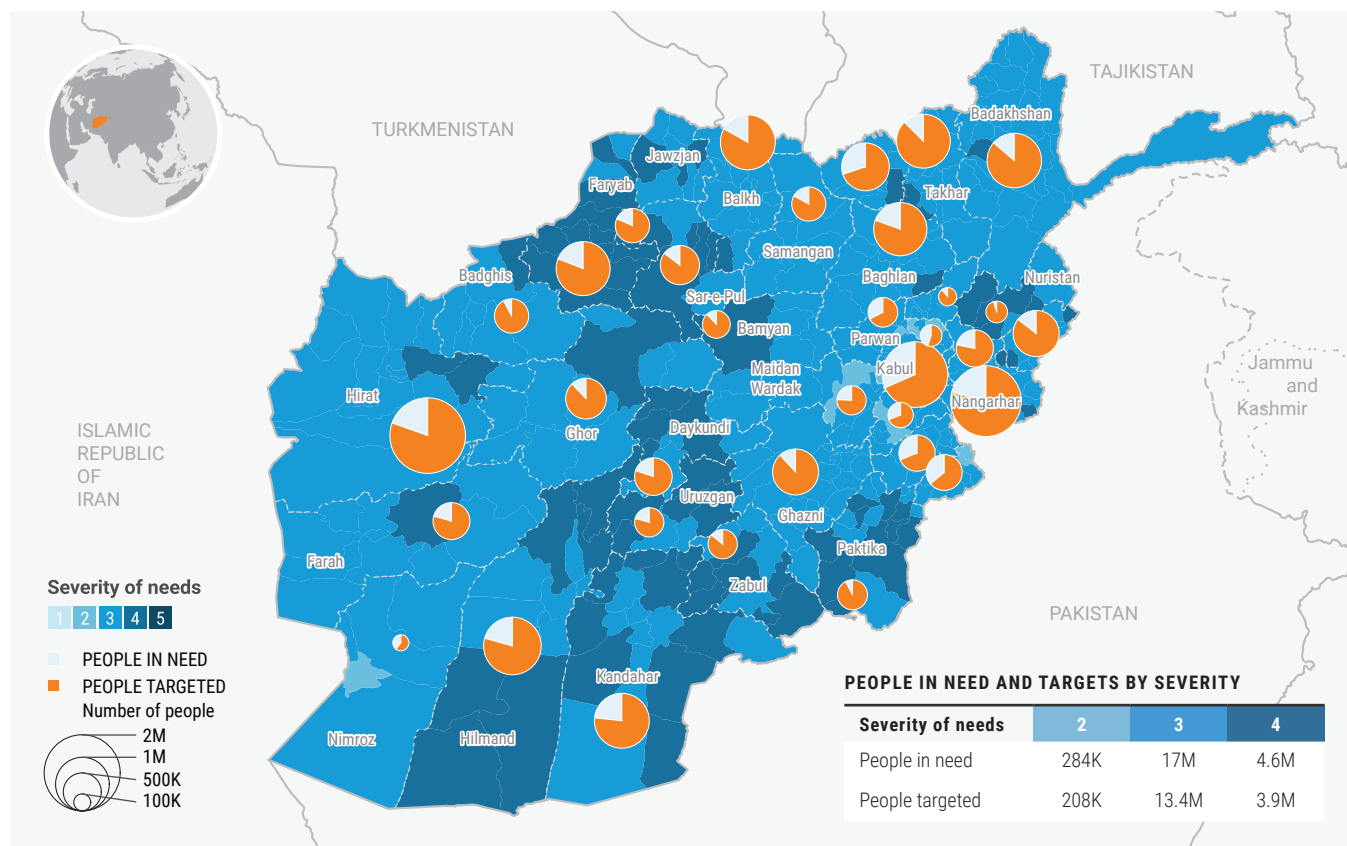 TAJIKISTAN
TURKMENISTAN
Badakhshan
Jawzjan
Faryab
Takhar
Balkh
Samangan
Badghis
Baghlan
Nuristan
Sar-e-Pul
Bamyan
Parwan
Maidan
Wardak
Kabul
Jammu
and
Kashmir
Hirat
Nangarhar
Ghor
Daykundi
ISLAMIC
REPUBLIC
OF
IRAN
Uruzgan
Ghazni
Paktika
Farah
Zabul
PAKISTAN
Kandahar
Nimroz
Hilmand
Severity of needs
1 2 3 4 5
PEOPLE IN NEED
PEOPLE TARGETED
Number of people
2M
1M
500K
100K
PEOPLE IN NEED AND TARGETS BY SEVERITY
Severity of needs 2 3 4
People in need 284K 17M 4.6M
People targeted 208K 13.4M 3.9M